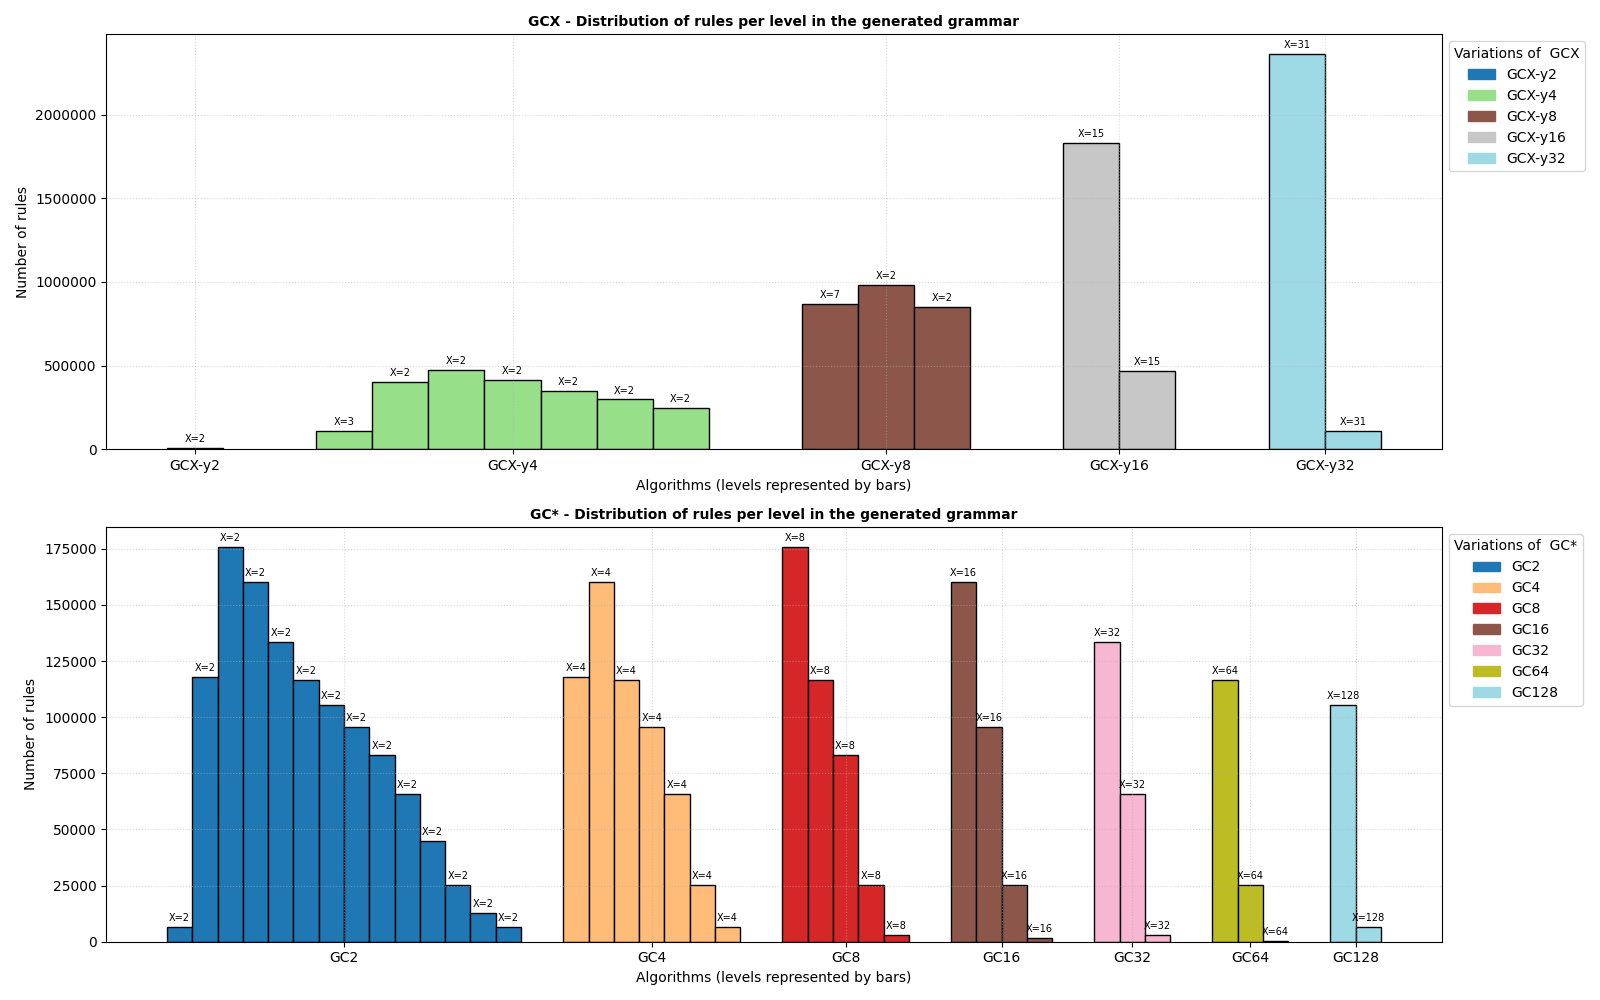 GCX - Distribution of rules per level in the generated grammar
Number of rules
2000000
1500000
1000000
500000
0
X=2
X=3
X=2
X=2
X=2
X=2
X=2
X=2
X=7
X=2
X=2
X=15
X=15
X=31
X=31
GCX-y2
GCX-y4
GCX-y8
GCX-y16
GCX-y32
Algorithms (levels represented by bars)
Variations of  GCX
GCX-y2
GCX-y4
GCX-y8
GCX-y16
GCX-y32
GC* - Distribution of rules per level in the generated grammar
Number of rules
175000
150000
125000
100000
75000
50000
25000
0
X=2
X=2
X=2
X=2
X=2
X=2
X=2
X=2
X=2
X=2
X=2
X=2
X=2
X=2
X=4
X=4
X=4
X=4
X=4
X=4
X=4
X=8
X=8
X=8
X=8
X=8
X=16
X=16
X=16
X=16
X=32
X=32
X=32
X=64
X=64
X=64
X=128
X=128
GC2
GC4
GC8
GC16
GC32
GC64
GC128
Algorithms (levels represented by bars)
Variations of  GC*
GC2
GC4
GC8
GC16
GC32
GC64
GC128